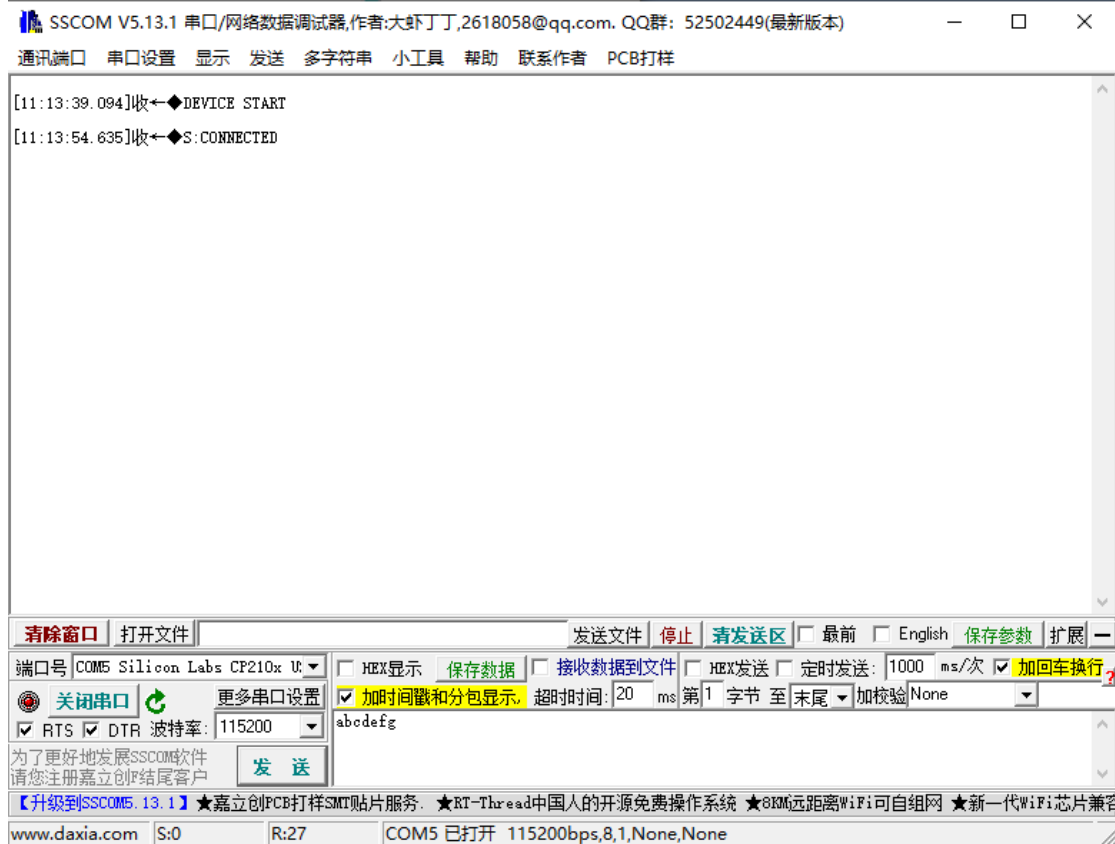 SSCOM V5.13.1 串口/网络数据调试器,作者:大虾丁丁,2618058@qq.com. QQ群: 52502449(最新版本)
通讯端口 串口设置 显示 发送 多字符串 小工具 帮助 联系作者 PCB打样
[11:13:39.094]收←◆DEVICE START
[11:13:54.635]收←◆S:CONNECTED
清除窗口 打开文件 发送文件 停止 清发送区 最前 English 保存参数 扩展 —
端口号 COM5 Silicon Labs CP210x U HEX显示 保存数据 接收数据到文件 HEX发送 定时发送: 1000 ms/次 加回车换行
关闭串口 更多串口设置 加时间戳和分包显示, 超时时间: 20 ms 第 1 字节 至 末尾 加校验 None
RTS DTR 波特率: 115200 abcdefg
为了更好地发展SSCOM软件
请您注册嘉立创F结尾客户 发 送
【升级到SSCOM5.13.1】★嘉立创PCB打样SMT贴片服务. ★RT-Thread中国人的开源免费操作系统 ★8KM远距离WiFi可自组网 ★新一代WiFi芯片兼容
www.daxia.com S:0 R:27 COM5 已打开 115200bps,8,1,None,None